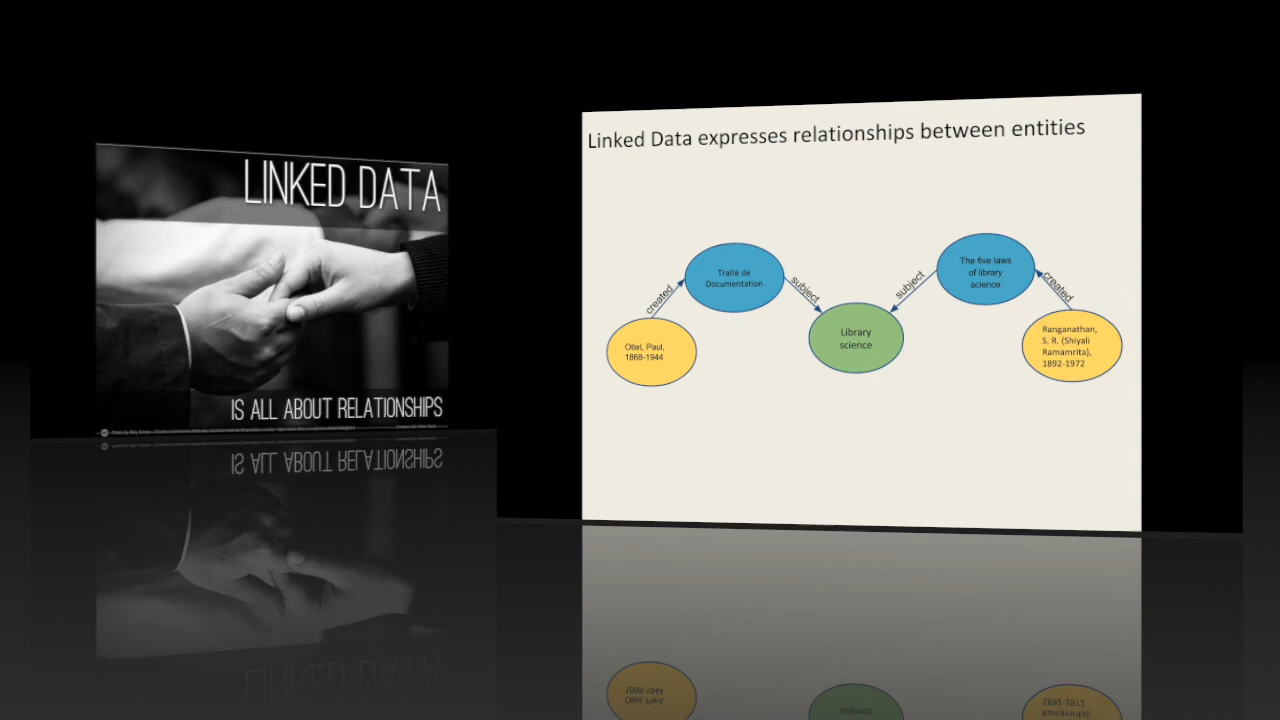 LINKED DATA
IS ALL ABOUT RELATIONSHIPS
Linked Data expresses relationships between entities
created
Traité de
Documentation
subject
Library
science
subject
The five laws
of library
science
created
Otlet, Paul,
1868-1944
Ranganathan,
S. R. (Shiyali
Ramamrita),
1892-1972